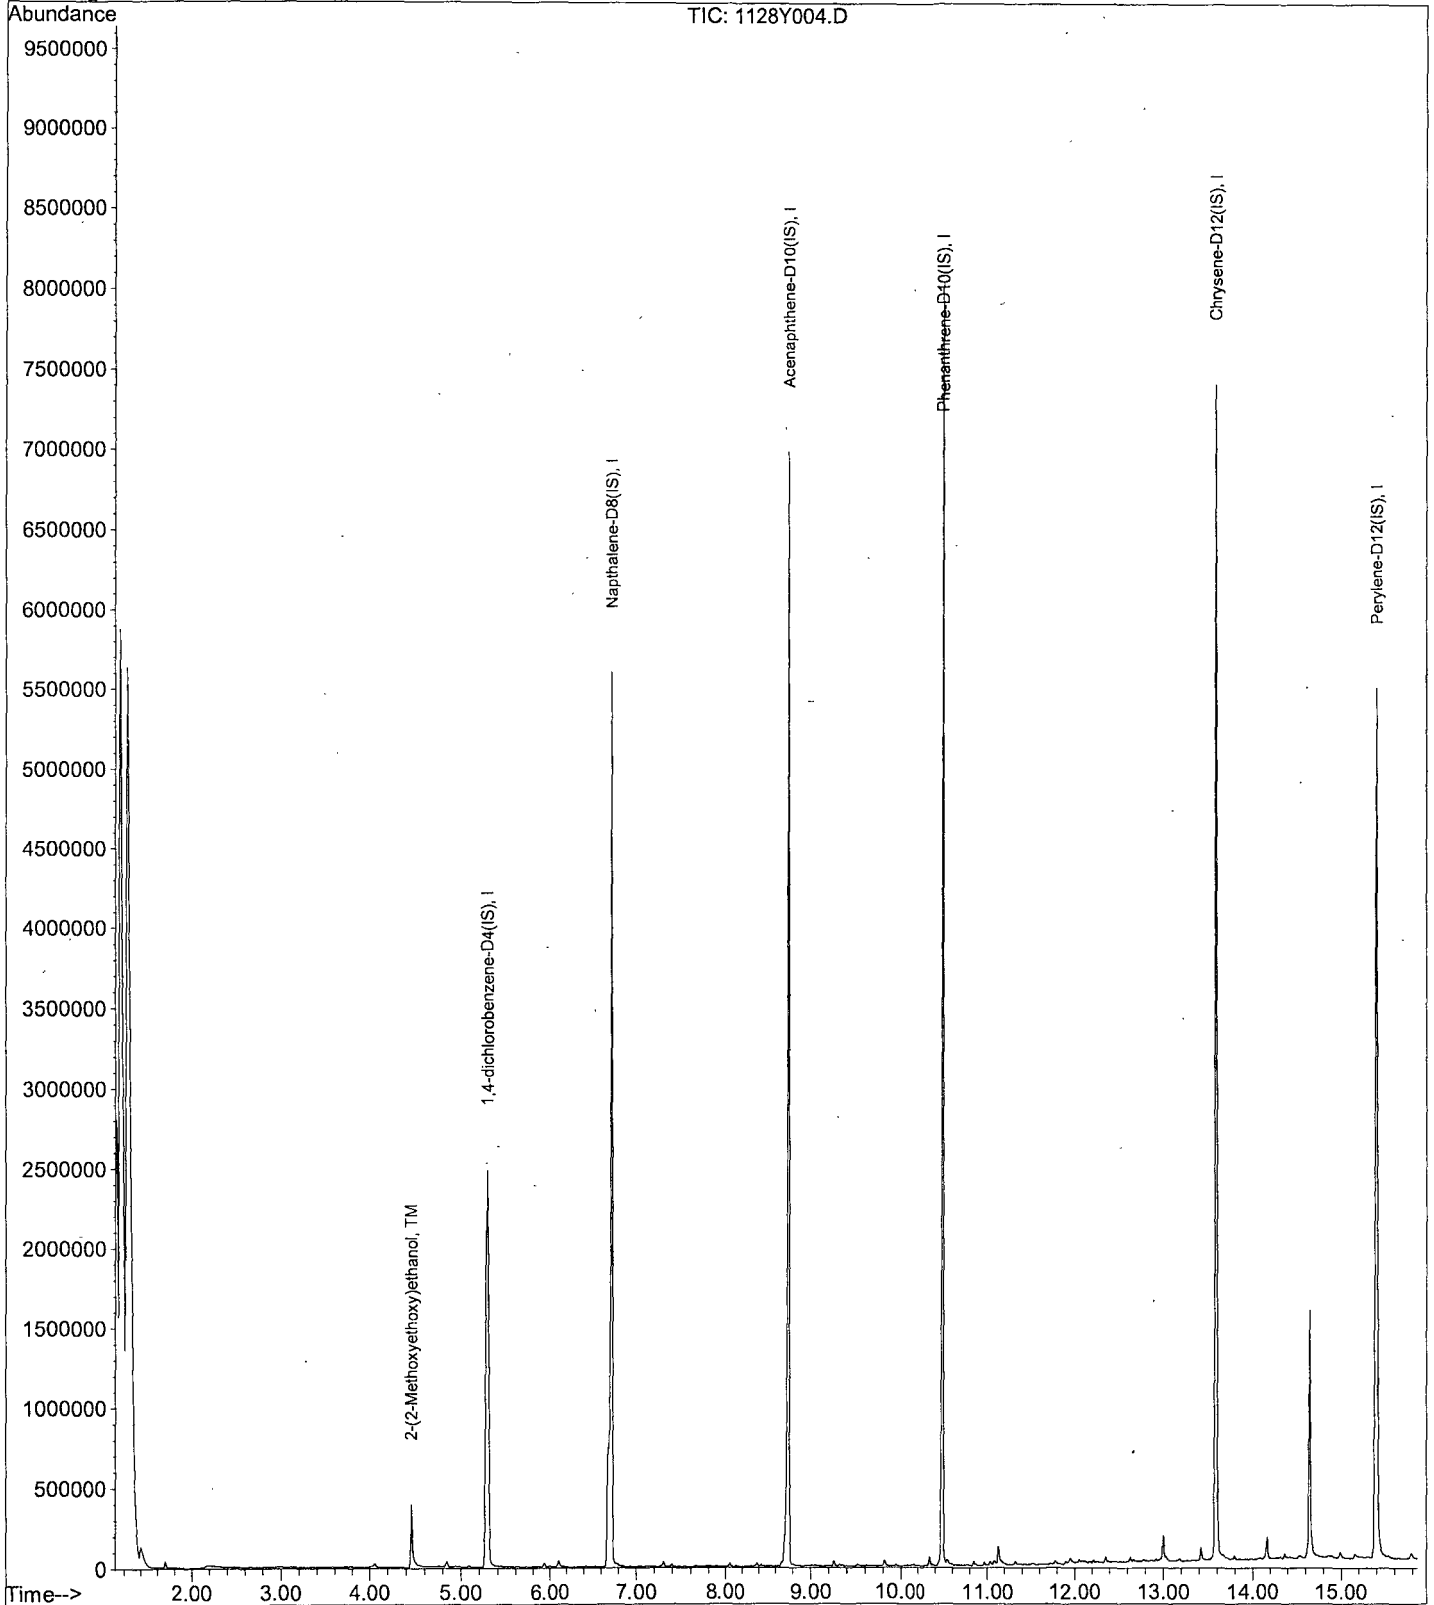 Abundance
TIC: 1128Y004.D
9500000
9000000
8500000
8000000
7500000
7000000
6500000
6000000
5500000
5000000
4500000
4000000
3500000
3000000
2500000
2000000
1500000
1000000
500000
0
2-(2-Methoxyethoxy)ethanol, TM
1,4-dichlorobenzene-D4(IS), I
Napthalene-D8(IS), I
Acenaphthene-D10(IS), I
Phenanthrene-D10(IS), I
Chrysene-D12(IS), I
Perylene-D12(IS), I
Time--> 2.00 3.00 4.00 5.00 6.00 7.00 8.00 9.00 10.00 11.00 12.00 13.00 14.00 15.00